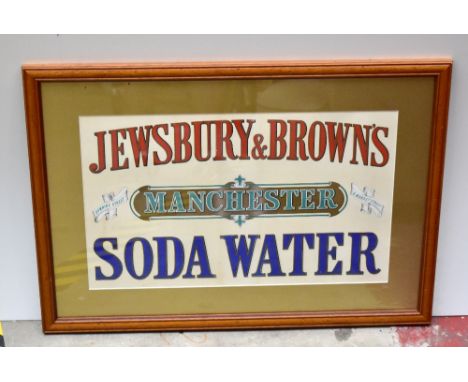 JEWSBURY & BROWN'S
MANCHESTER
SODA WATER